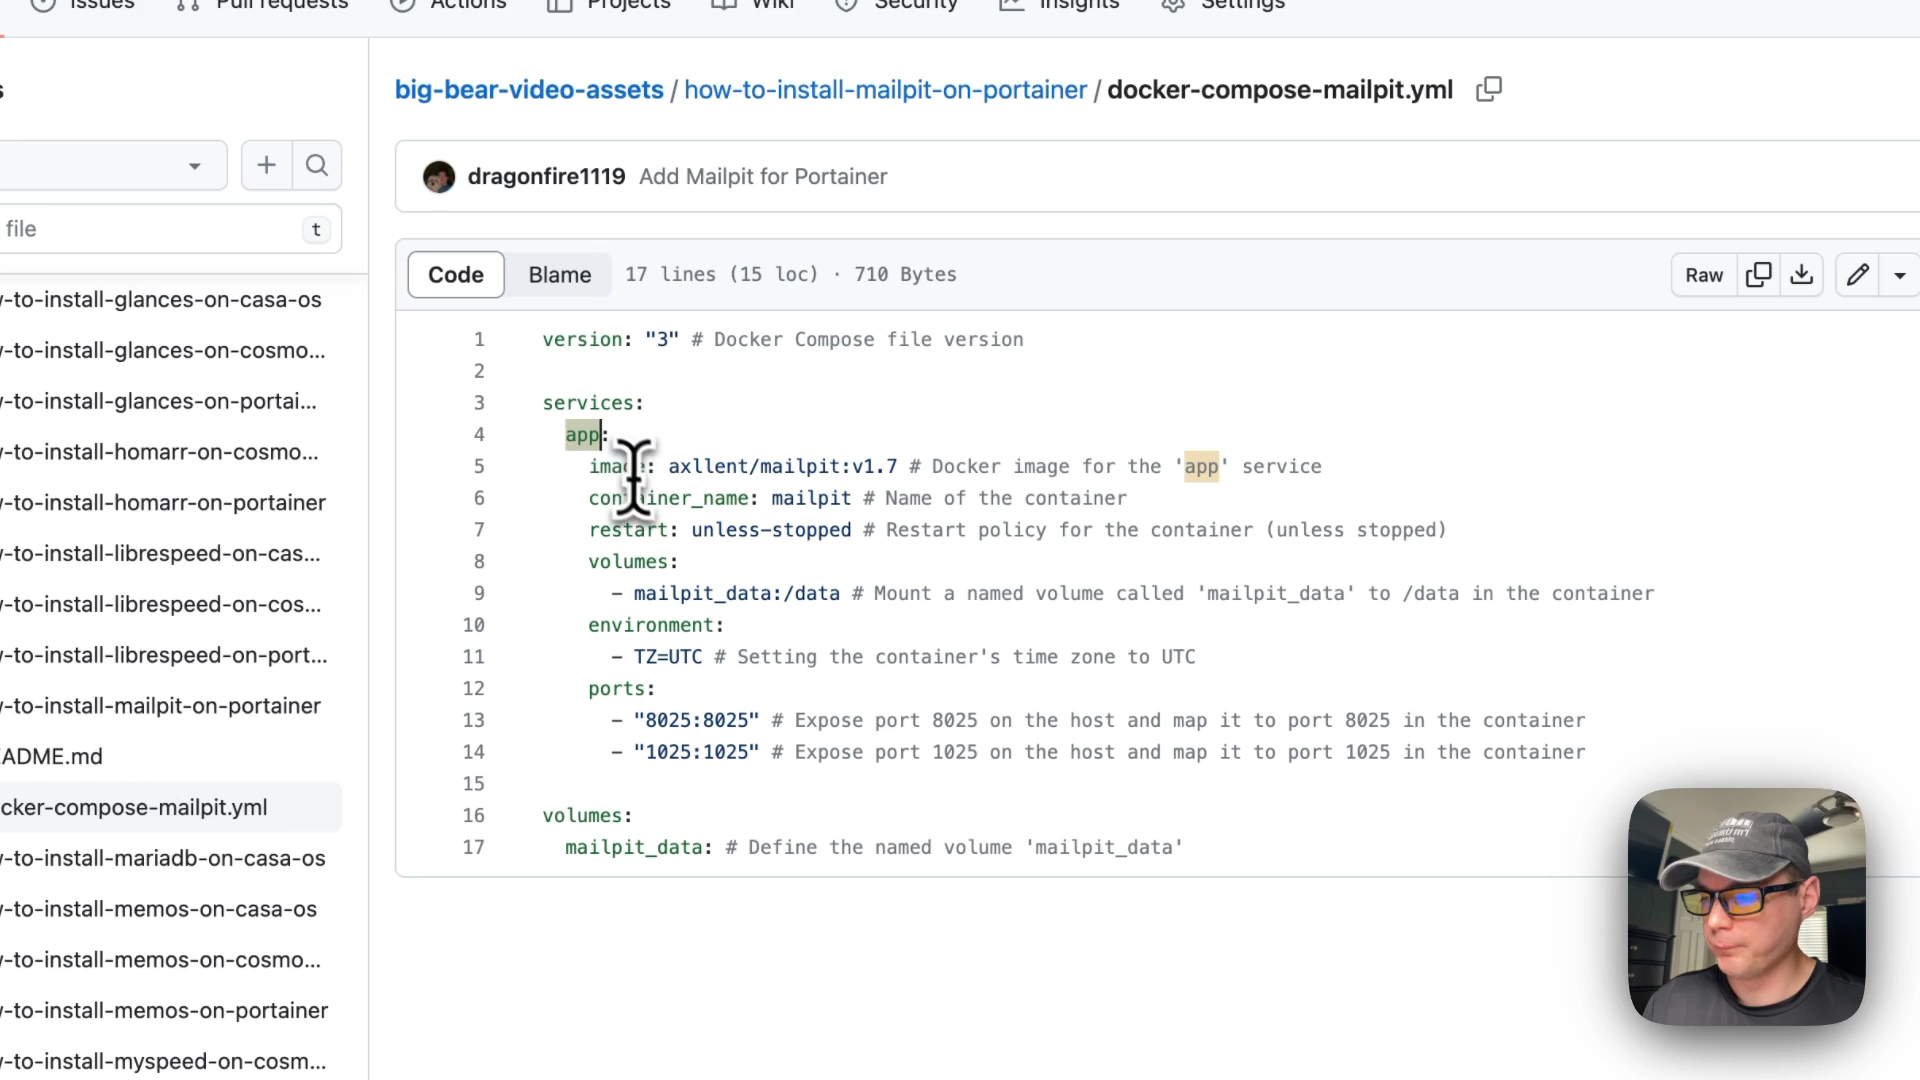 Issues Pull requests Actions Projects Wiki Security Insights Settings
s
big-bear-video-assets / how-to-install-mailpit-on-portainer / docker-compose-mailpit.yml
dragonfire1119 Add Mailpit for Portainer
file t
Code Blame 17 lines (15 loc) · 710 Bytes Raw
-to-install-glances-on-casa-os
-to-install-glances-on-cosmo...
-to-install-glances-on-portai...
-to-install-homarr-on-cosmo...
-to-install-homarr-on-portainer
-to-install-librespeed-on-cas...
-to-install-librespeed-on-cos...
-to-install-librespeed-on-port...
-to-install-mailpit-on-portainer
EADME.md
cker-compose-mailpit.yml
-to-install-mariadb-on-casa-os
-to-install-memos-on-casa-os
-to-install-memos-on-cosmo...
-to-install-memos-on-portainer
-to-install-myspeed-on-cosm...
1 version: "3" # Docker Compose file version
2
3 services:
4 app:
5 image: axllent/mailpit:v1.7 # Docker image for the 'app' service
6 container_name: mailpit # Name of the container
7 restart: unless-stopped # Restart policy for the container (unless stopped)
8 volumes:
9 - mailpit_data:/data # Mount a named volume called 'mailpit_data' to /data in the container
10 environment:
11 - TZ=UTC # Setting the container's time zone to UTC
12 ports:
13 - "8025:8025" # Expose port 8025 on the host and map it to port 8025 in the container
14 - "1025:1025" # Expose port 1025 on the host and map it to port 1025 in the container
15
16 volumes:
17 mailpit_data: # Define the named volume 'mailpit_data'